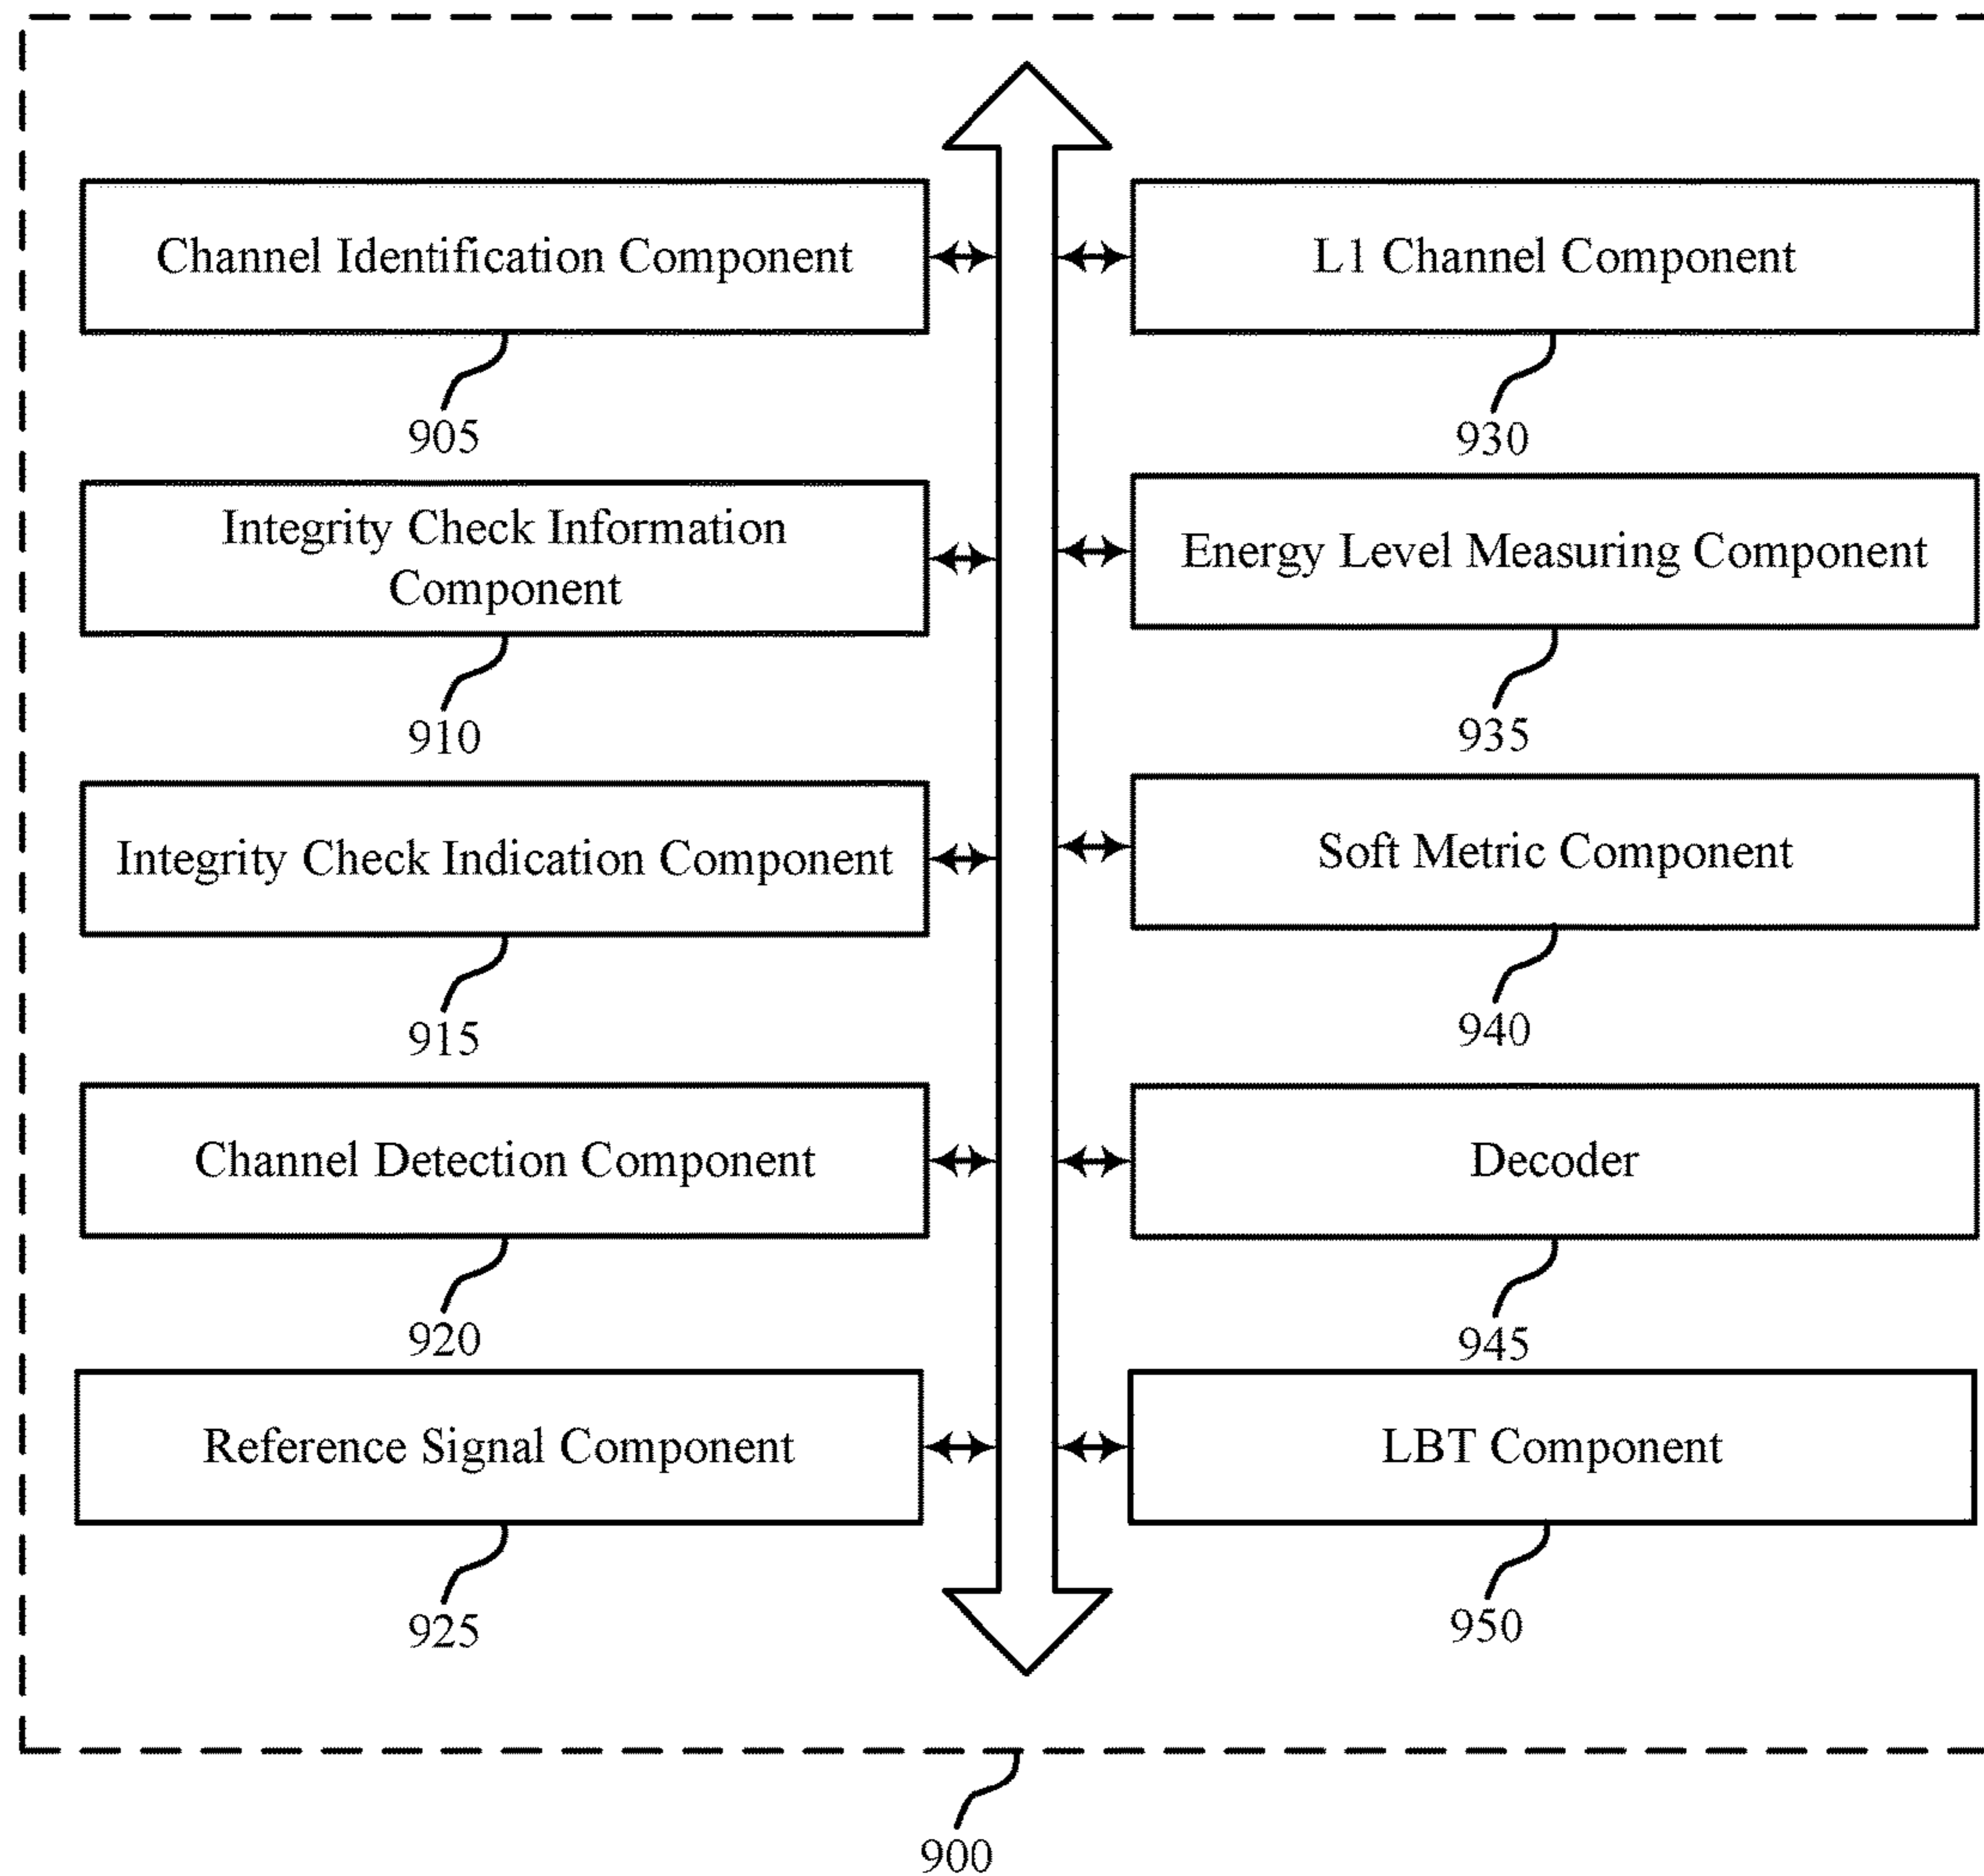 Channel Identification Component
905
Integrity Check Information
Component
910
Integrity Check Indication Component
915
Channel Detection Component
920
Reference Signal Component
925
L1 Channel Component
930
Energy Level Measuring Component
935
Soft Metric Component
940
Decoder
945
LBT Component
950
900